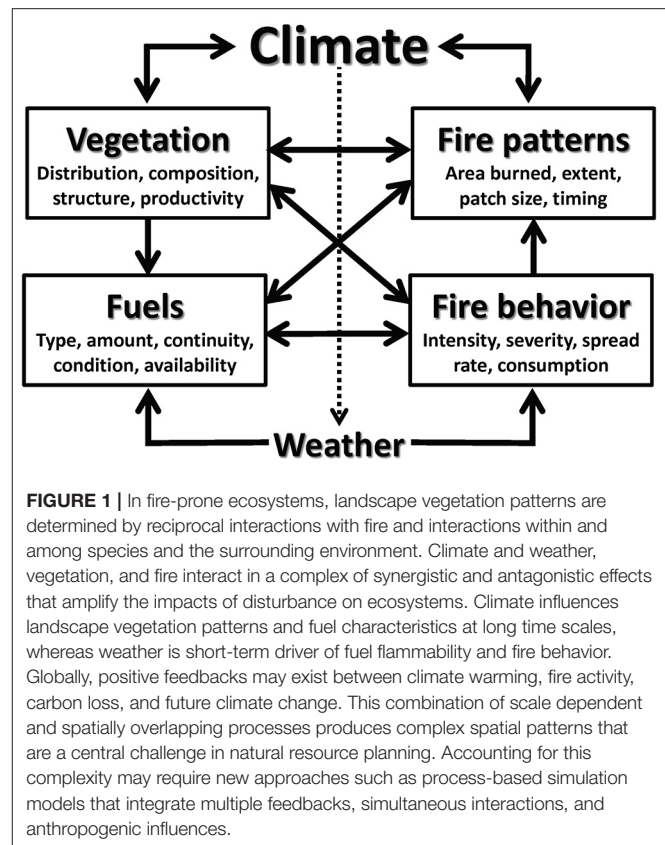 Climate
Vegetation
Distribution, composition,
structure, productivity
Fire patterns
Area burned, extent,
patch size, timing
Fuels
Type, amount, continuity,
condition, availability
Fire behavior
Intensity, severity, spread
rate, consumption
Weather
FIGURE 1 | In fire-prone ecosystems, landscape vegetation patterns are
determined by reciprocal interactions with fire and interactions within and
among species and the surrounding environment. Climate and weather,
vegetation, and fire interact in a complex of synergistic and antagonistic effects
that amplify the impacts of disturbance on ecosystems. Climate influences
landscape vegetation patterns and fuel characteristics at long time scales,
whereas weather is short-term driver of fuel flammability and fire behavior.
Globally, positive feedbacks may exist between climate warming, fire activity,
carbon loss, and future climate change. This combination of scale dependent
and spatially overlapping processes produces complex spatial patterns that
are a central challenge in natural resource planning. Accounting for this
complexity may require new approaches such as process-based simulation
models that integrate multiple feedbacks, simultaneous interactions, and
anthropogenic influences.